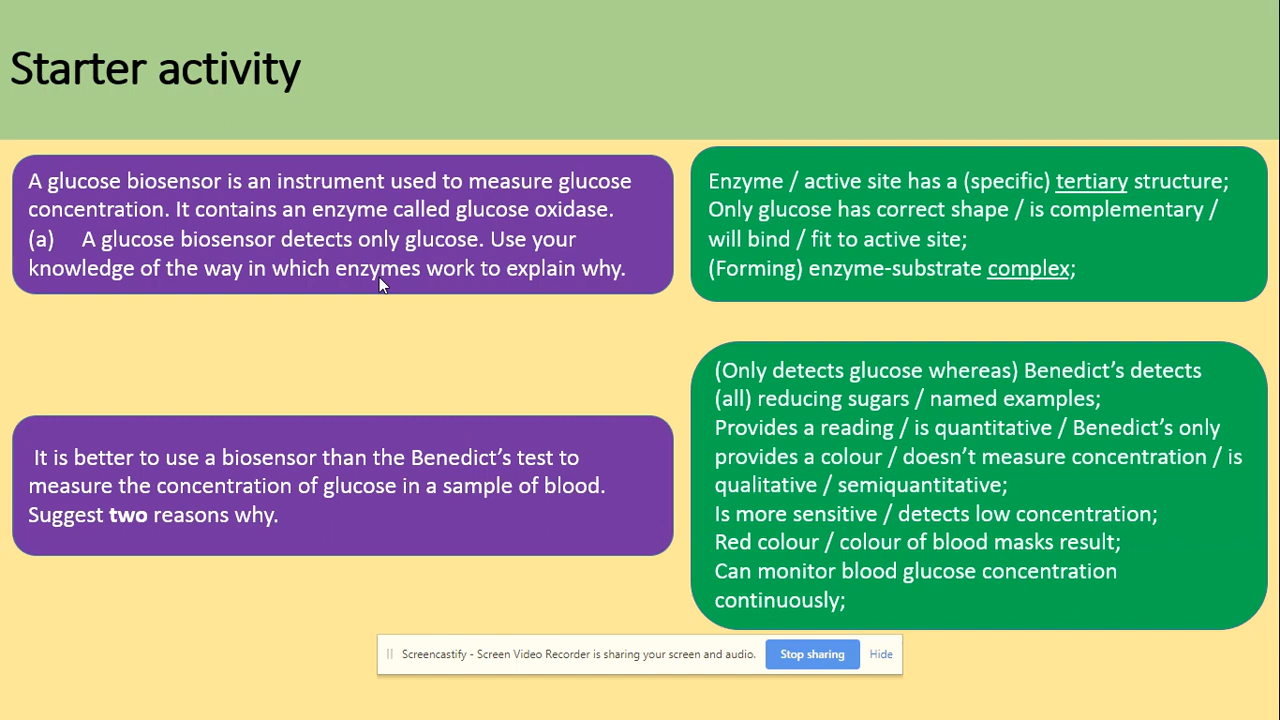 Starter activity
A glucose biosensor is an instrument used to measure glucose
concentration. It contains an enzyme called glucose oxidase.
(a) A glucose biosensor detects only glucose. Use your
knowledge of the way in which enzymes work to explain why.
Enzyme / active site has a (specific) tertiary structure;
Only glucose has correct shape / is complementary /
will bind / fit to active site;
(Forming) enzyme-substrate complex;
It is better to use a biosensor than the Benedict’s test to
measure the concentration of glucose in a sample of blood.
Suggest two reasons why.
(Only detects glucose whereas) Benedict’s detects
(all) reducing sugars / named examples;
Provides a reading / is quantitative / Benedict’s only
provides a colour / doesn’t measure concentration / is
qualitative / semiquantitative;
Is more sensitive / detects low concentration;
Red colour / colour of blood masks result;
Can monitor blood glucose concentration
continuously;
Screencastify - Screen Video Recorder is sharing your screen and audio. Stop sharing Hide